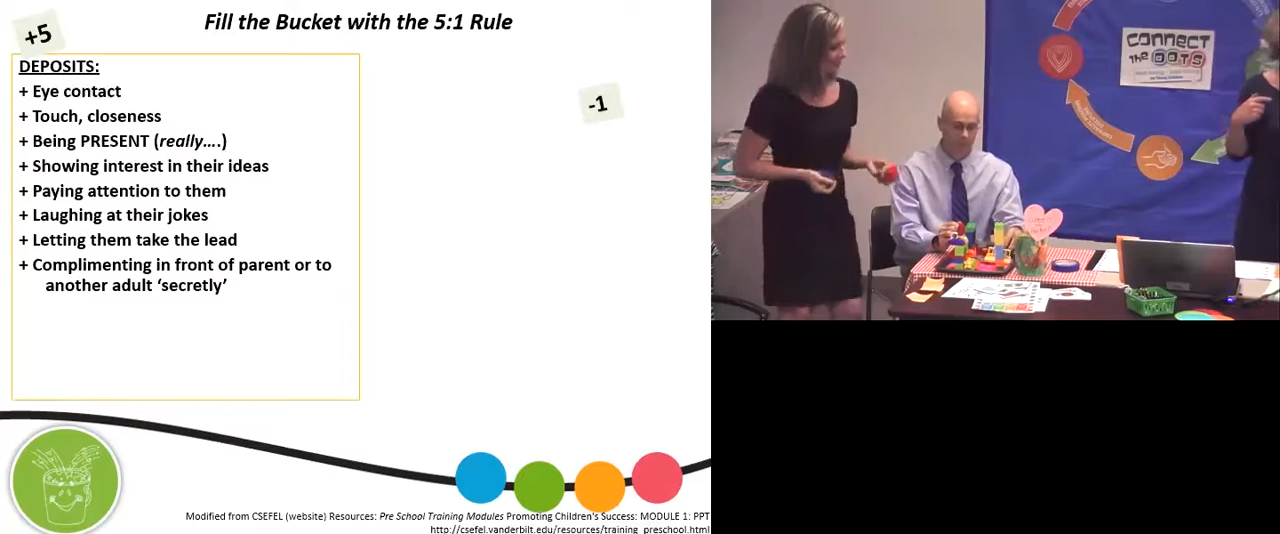 Fill the Bucket with the 5:1 Rule
+5
DEPOSITS:
+ Eye contact
+ Touch, closeness
+ Being PRESENT (really….)
+ Showing interest in their ideas
+ Paying attention to them
+ Laughing at their jokes
+ Letting them take the lead
+ Complimenting in front of parent or to
another adult ‘secretly’
-1
Modified from CSEFEL (website) Resources: Pre School Training Modules Promoting Children's Success: MODULE 1: PPT
http://csefel.vanderbilt.edu/resources/training_preschool.html
CONNECT
the DOTS